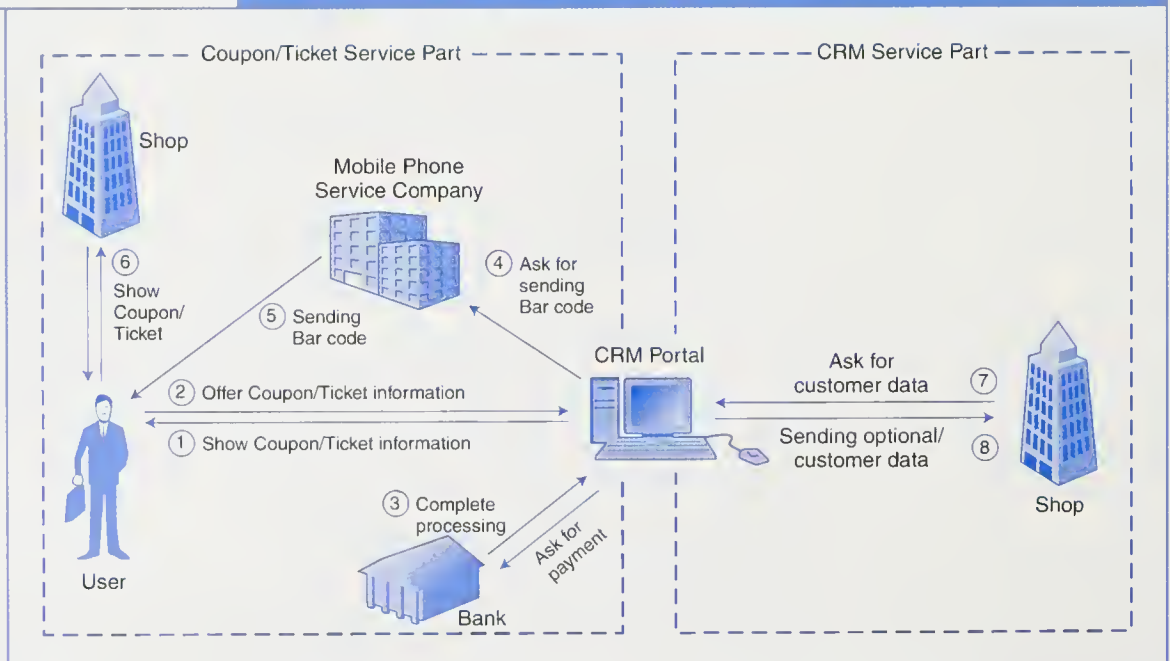 Coupon/Ticket Service Part
CRM Service Part
Shop
Mobile Phone
Service Company
6
Show
Coupon/
Ticket
4 Ask for
sending
Bar code
5 Sending
Bar code
CRM Portal
2 Offer Coupon/Ticket information
1 Show Coupon/Ticket information
Ask for
customer data
7
Sending optional/
customer data
8
Shop
3 Complete
processing
Ask for
payment
User
Bank